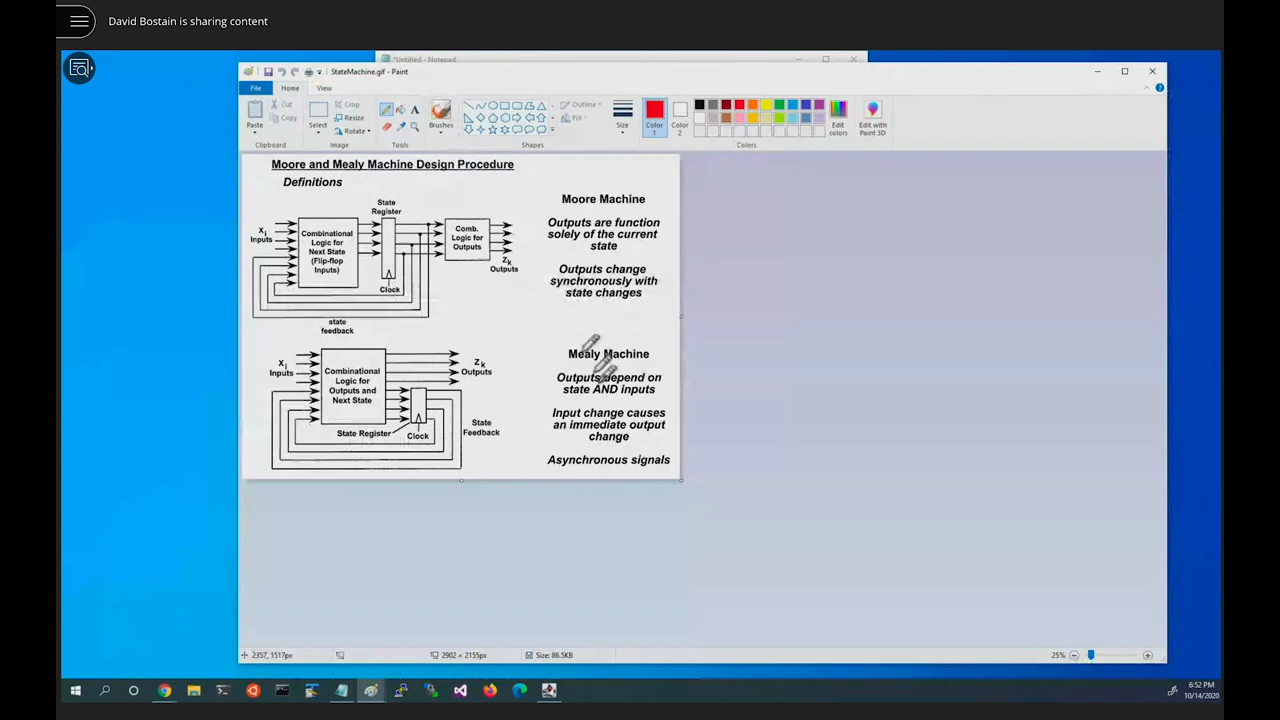 David Bostain is sharing content
*Untitled - Notepad
StateMachine.gif - Paint
File
Home
View
Paste
Cut
Copy
Clipboard
Select
Crop
Resize
Rotate
Image
Tools
Brushes
Shapes
Outline
Fill
Size
Color
1
Color
2
Edit
colors
Edit with
Paint 3D
Colors
Moore and Mealy Machine Design Procedure
Definitions
State
Register
Xi
Inputs
Combinational
Logic for
Next State
(Flip-flop
Inputs)
Comb.
Logic for
Outputs
Zk
Outputs
Clock
state
feedback
Moore Machine
Outputs are function
solely of the current
state
Outputs change
synchronously with
state changes
Xi
Inputs
Combinational
Logic for
Outputs and
Next State
Zk
Outputs
State Register
Clock
State
Feedback
Mealy Machine
Outputs depend on
state AND inputs
Input change causes
an immediate output
change
Asynchronous signals
2357, 1517px
2902 × 2155px
Size: 86.5KB
25%
6:52 PM
10/14/2020